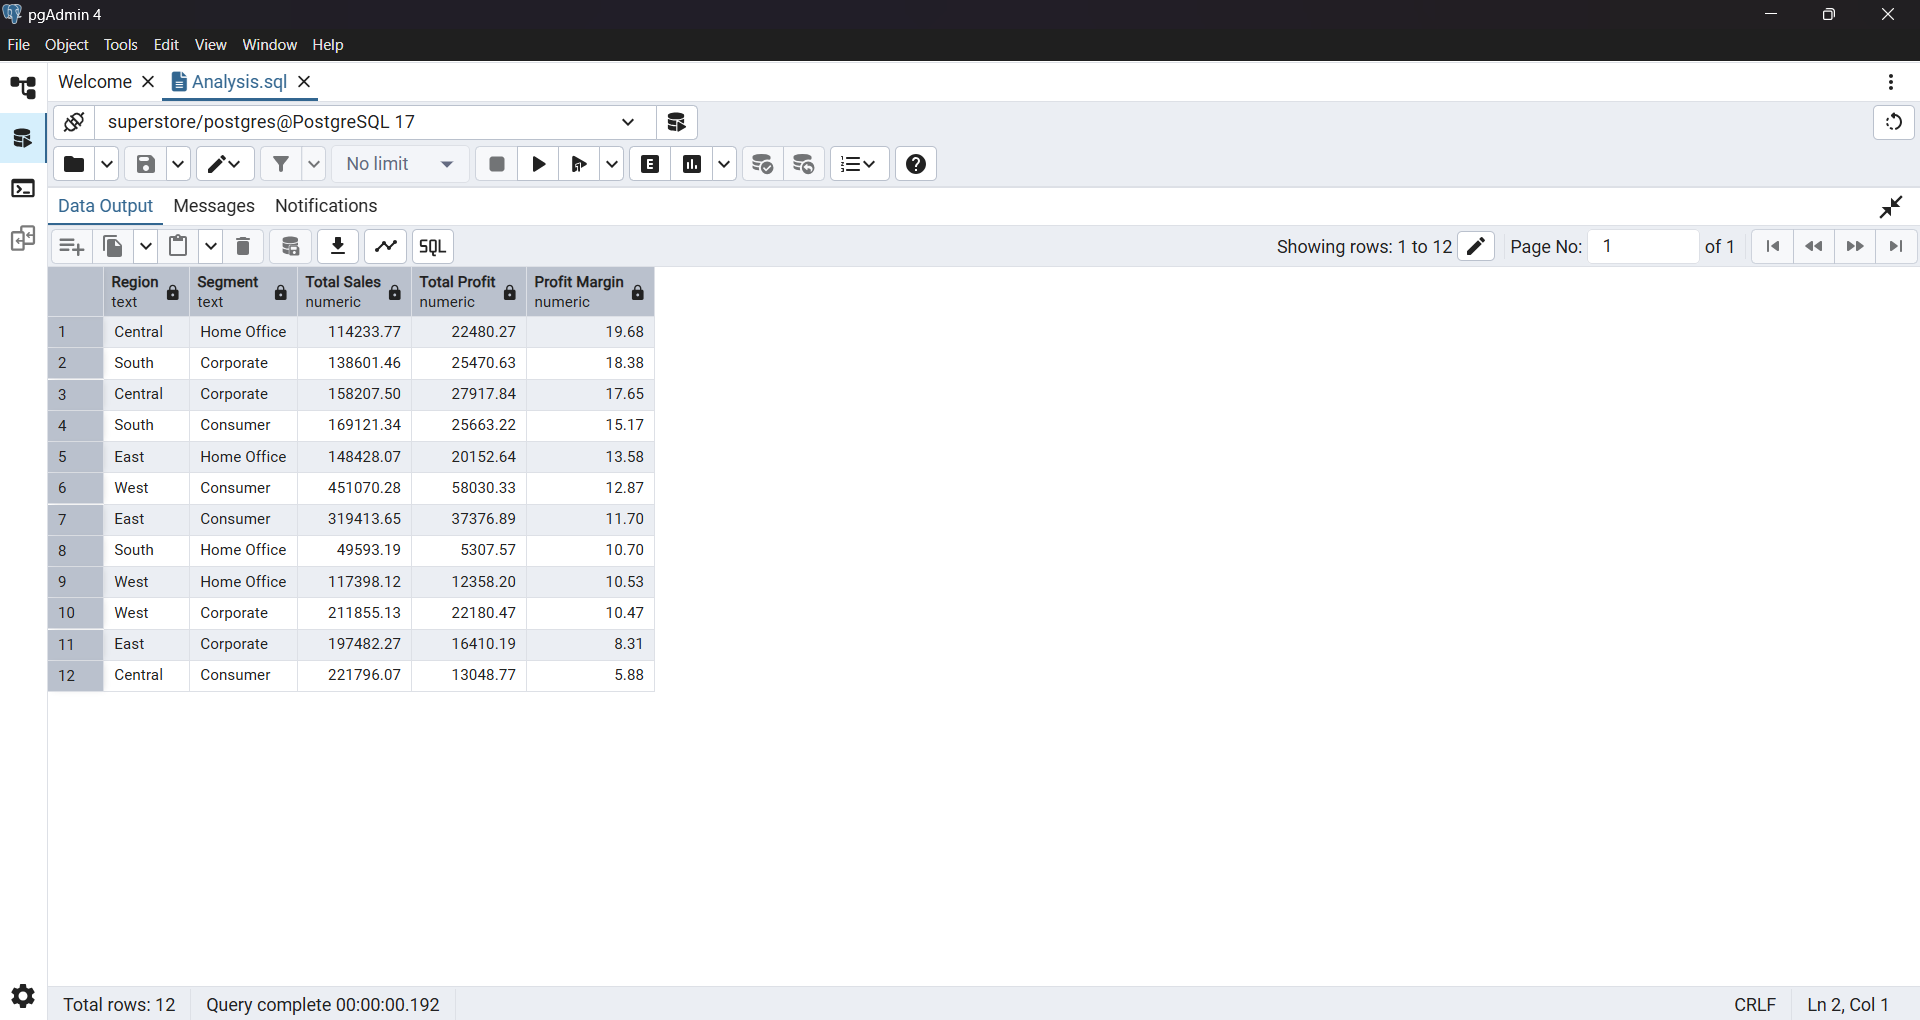 pgAdmin 4
File Object Tools Edit View Window Help
Welcome Analysis.sql
superstore/postgres@PostgreSQL 17
No limit E
Data Output Messages Notifications
SQL Showing rows: 1 to 12 Page No: 1 of 1
Region Segment Total Sales Total Profit Profit Margin
text text numeric numeric numeric
1 Central Home Office 114233.77 22480.27 19.68
2 South Corporate 138601.46 25470.63 18.38
3 Central Corporate 158207.50 27917.84 17.65
4 South Consumer 169121.34 25663.22 15.17
5 East Home Office 148428.07 20152.64 13.58
6 West Consumer 451070.28 58030.33 12.87
7 East Consumer 319413.65 37376.89 11.70
8 South Home Office 49593.19 5307.57 10.70
9 West Home Office 117398.12 12358.20 10.53
10 West Corporate 211855.13 22180.47 10.47
11 East Corporate 197482.27 16410.19 8.31
12 Central Consumer 221796.07 13048.77 5.88
Total rows: 12 Query complete 00:00:00.192 CRLF Ln 2, Col 1